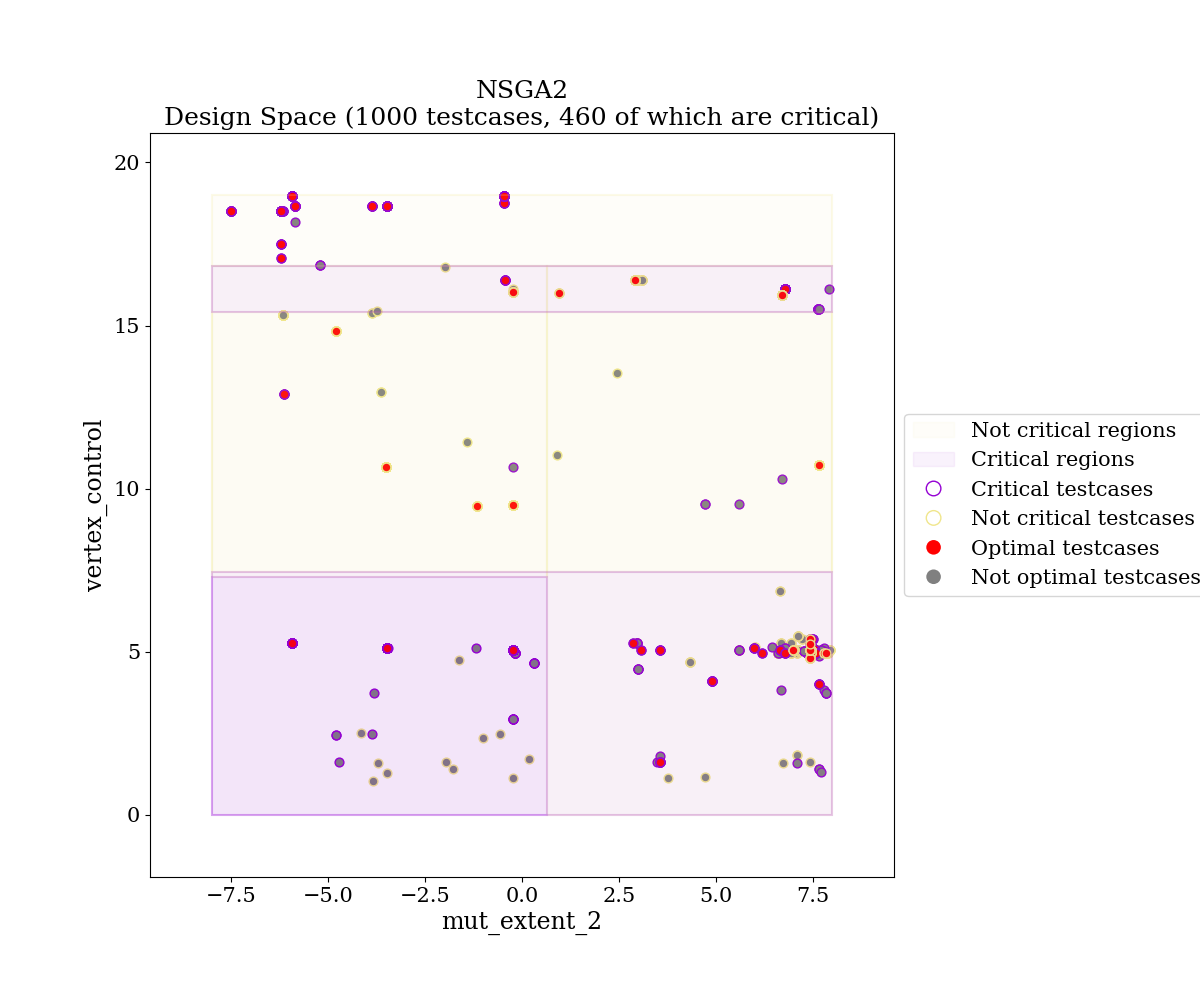 NSGA2
Design Space (1000 testcases, 460 of which are critical)
20
15
10
5
0
vertex_control
−7.5
−5.0
−2.5
0.0
2.5
5.0
7.5
mut_extent_2
Not critical regions
Critical regions
Critical testcases
Not critical testcases
Optimal testcases
Not optimal testcases